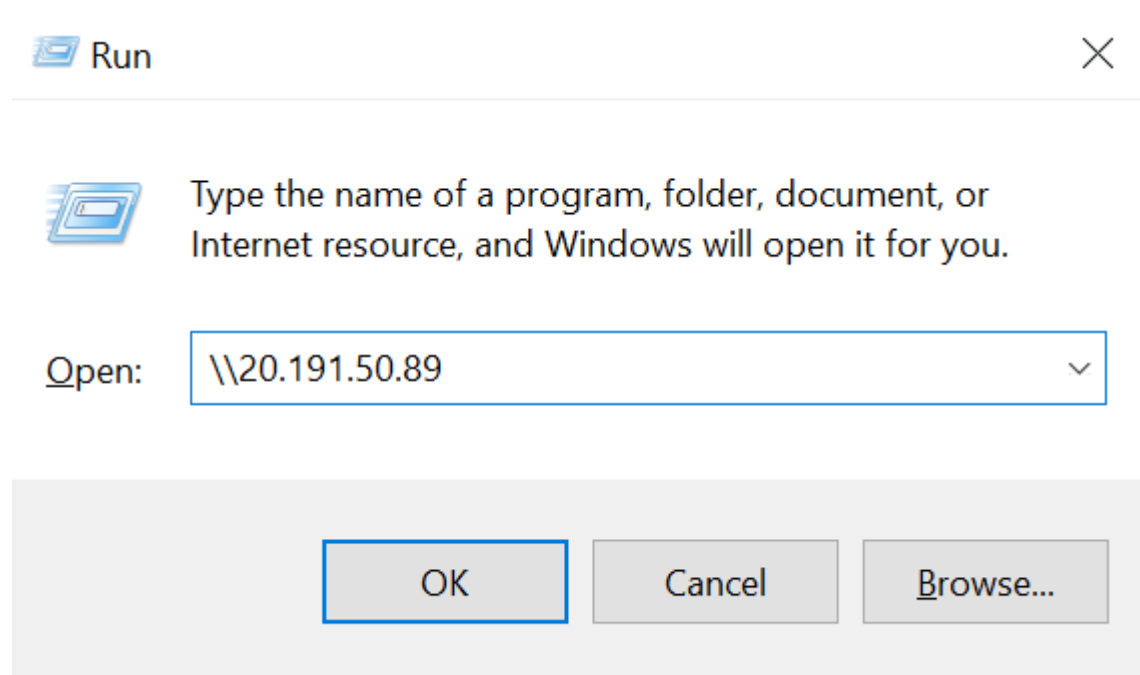 Run
Type the name of a program, folder, document, or
Internet resource, and Windows will open it for you.
Open:
\\20.191.50.89
OK
Cancel
Browse...